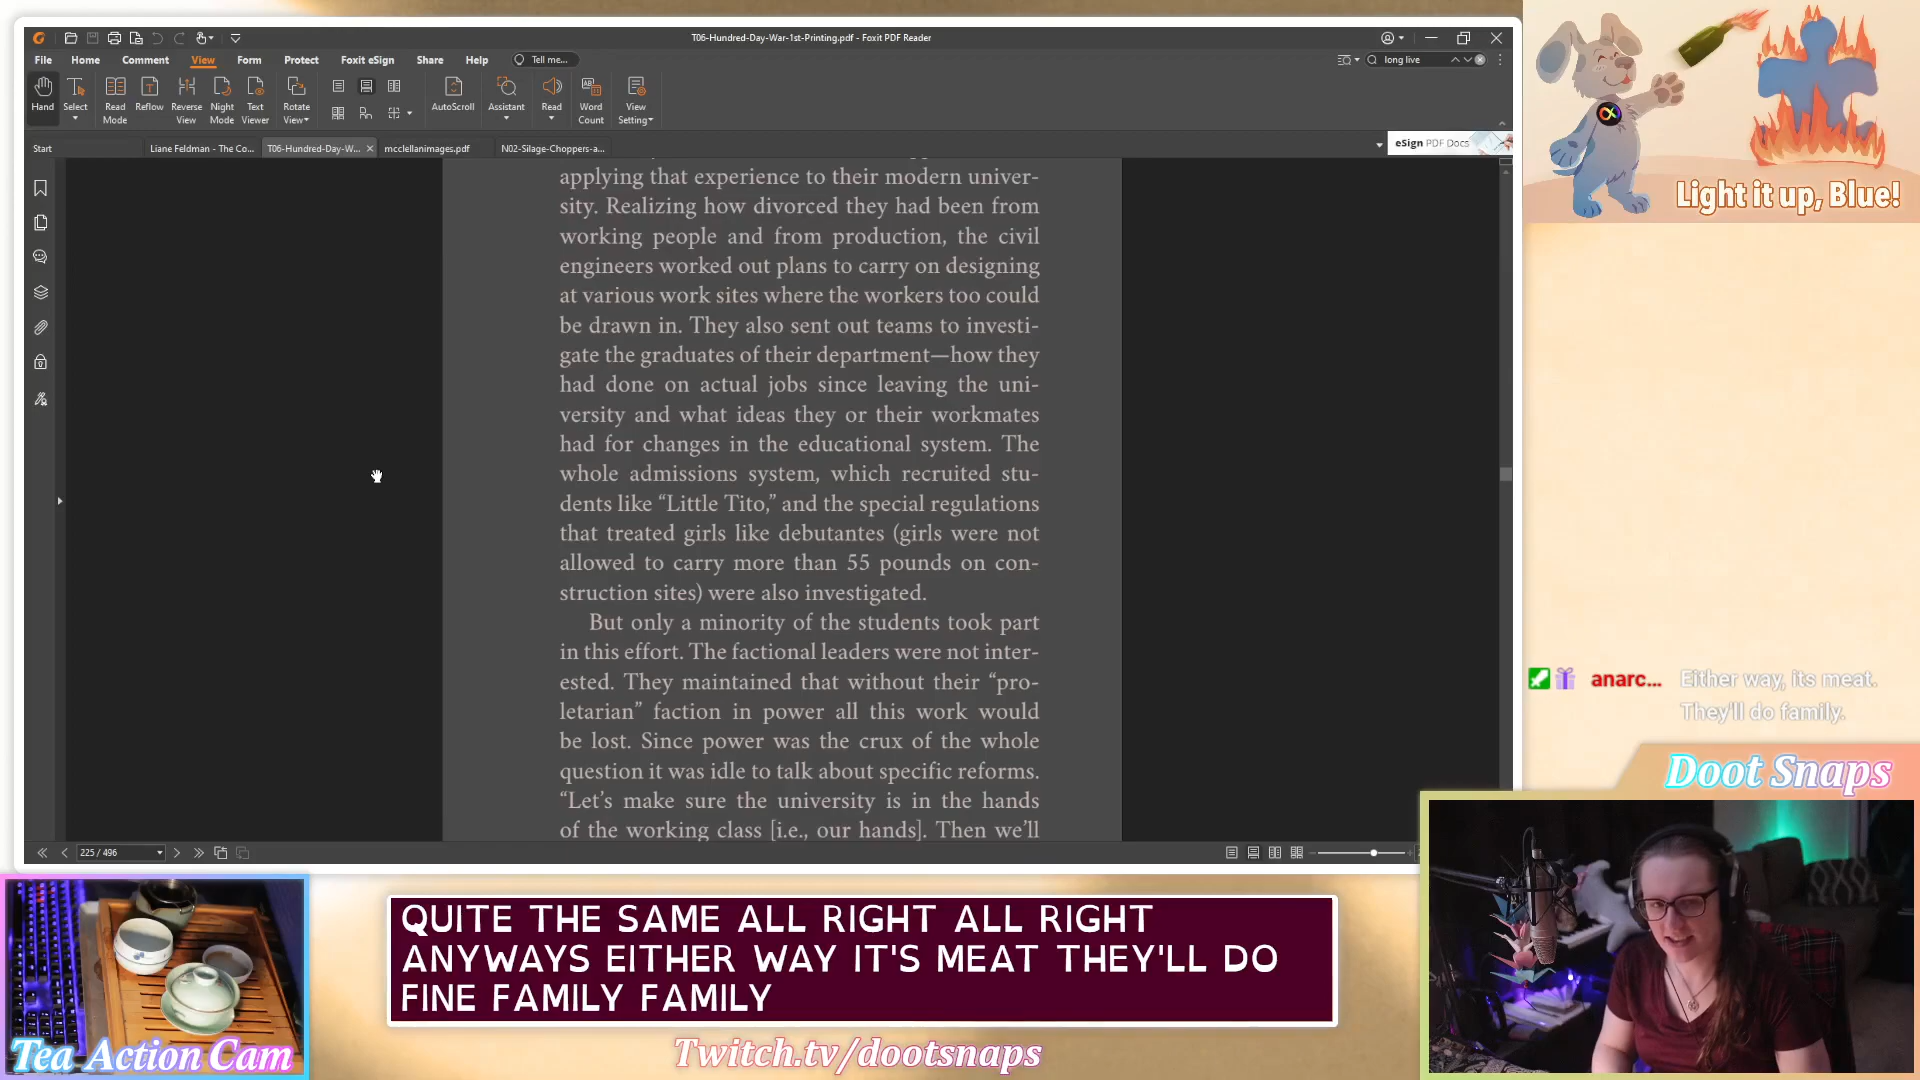 T06-Hundred-Day-War-1st-Printing.pdf - Foxit PDF Reader
File Home Comment View Form Protect Foxit eSign Share Help Tell me... long live
Hand Select Read Mode Reflow Reverse View Night Mode Text Viewer Rotate View AutoScroll Assistant Read Word Count View Setting
Start Liane Feldman - The Co... T06-Hundred-Day-W... mcclellanimages.pdf N02-Silage-Choppers-a... eSign PDF Docs
applying that experience to their modern univer-
sity. Realizing how divorced they had been from
working people and from production, the civil
engineers worked out plans to carry on designing
at various work sites where the workers too could
be drawn in. They also sent out teams to investi-
gate the graduates of their department—how they
had done on actual jobs since leaving the uni-
versity and what ideas they or their workmates
had for changes in the educational system. The
whole admissions system, which recruited stu-
dents like “Little Tito,” and the special regulations
that treated girls like debutantes (girls were not
allowed to carry more than 55 pounds on con-
struction sites) were also investigated.
But only a minority of the students took part
in this effort. The factional leaders were not inter-
ested. They maintained that without their “pro-
letarian” faction in power all this work would
be lost. Since power was the crux of the whole
question it was idle to talk about specific reforms.
“Let’s make sure the university is in the hands
of the working class [i.e., our hands]. Then we’ll
225 / 496
Light it up, Blue!
anarc... Either way, its meat.
They'll do family.
Doot Snaps
QUITE THE SAME ALL RIGHT ALL RIGHT
ANYWAYS EITHER WAY IT'S MEAT THEY'LL DO
FINE FAMILY FAMILY
Tea Action Cam
Twitch.tv/dootsnaps